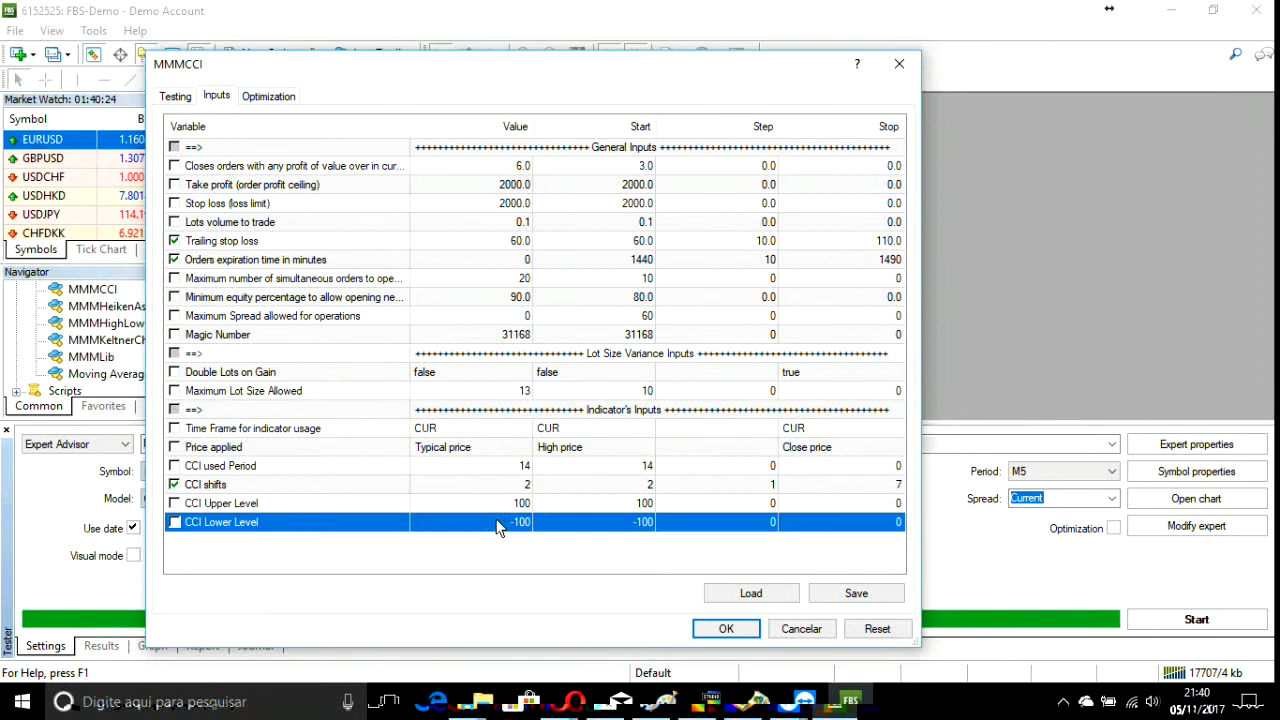 6152525: FBS-Demo - Demo Account
File View Tools Help
Market Watch: 01:40:24
Symbol B
EURUSD 1.160
GBPUSD 1.307
USDCHF 1.000
USDHKD 7.801
USDJPY 114.1
CHFDKK 6.921
Symbols Tick Chart
Navigator
MMMCCI
MMMHeikenAs
MMMHighLow
MMMKeltnerCh
MMMLib
Moving Averag
Scripts
Common Favorites
MMMCCI
Testing Inputs Optimization
Variable Value Start Step Stop
==> ++++++++++++++++++++++++++++++ General Inputs ++++++++++++++++++++++++++++++++++++++++
Closes orders with any profit of value over in cur... 6.0 3.0 0.0 0.0
Take profit (order profit ceiling) 2000.0 2000.0 0.0 0.0
Stop loss (loss limit) 2000.0 2000.0 0.0 0.0
Lots volume to trade 0.1 0.1 0.0 0.0
Trailing stop loss 60.0 60.0 10.0 110.0
Orders expiration time in minutes 0 1440 10 1490
Maximum number of simultaneous orders to ope... 20 10 0 0
Minimum equity percentage to allow opening ne... 90.0 80.0 0.0 0.0
Maximum Spread allowed for operations 0 60 0 0
Magic Number 31168 31168 0 0
==> ++++++++++++++++++++++++++++++ Lot Size Variance Inputs ++++++++++++++++++++++++++++++++++
Double Lots on Gain false false true
Maximum Lot Size Allowed 13 10 0 0
==> ++++++++++++++++++++++++++++++ Indicator's Inputs ++++++++++++++++++++++++++++++++++++++++
Time Frame for indicator usage CUR CUR CUR
Price applied Typical price High price Close price
CCI used Period 14 14 0 0
CCI shifts 2 2 1 7
CCI Upper Level 100 100 0 0
CCI Lower Level -100 -100 0 0
Load Save
OK Cancelar Reset
Expert Advisor Expert properties
Symbol: Period: M5 Symbol properties
Model: Spread: Current Open chart
Use date Optimization Modify expert
Visual mode
Start
Tester
Settings Results Graph Report Journal
For Help, press F1 Default 17707/4 kb
Digite aqui para pesquisar
FBS
21:40
05/11/2017